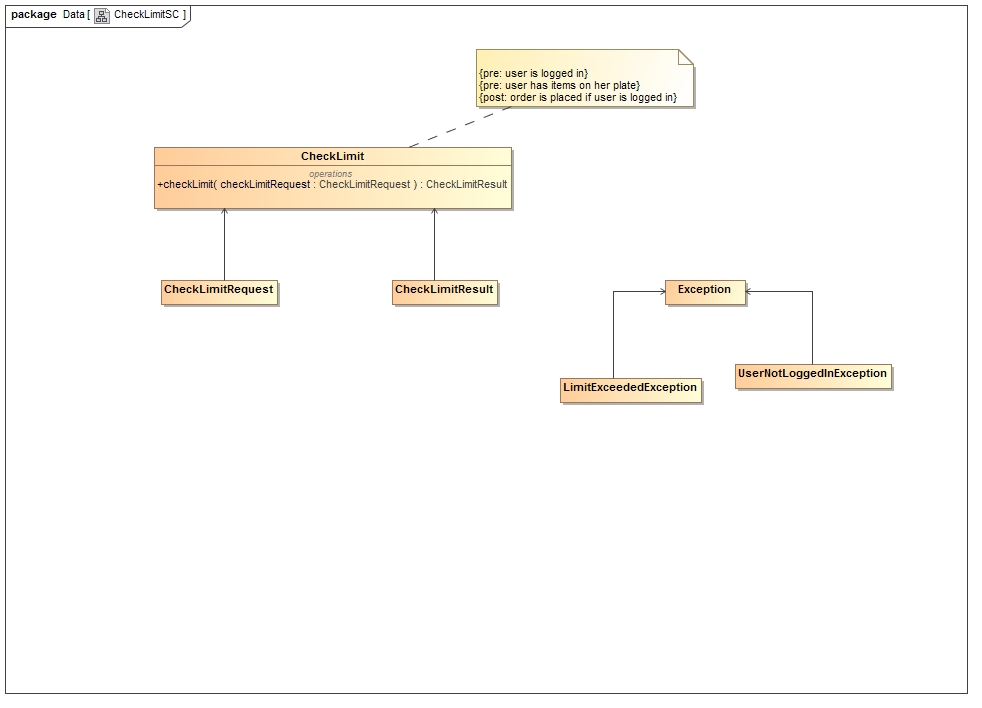 package Data [ CheckLimitSC ]
{pre: user is logged in}
{pre: user has items on her plate}
{post: order is placed if user is logged in}
CheckLimit
operations
+checkLimit( checkLimitRequest : CheckLimitRequest ) : CheckLimitResult
CheckLimitRequest
CheckLimitResult
Exception
LimitExceededException
UserNotLoggedInException